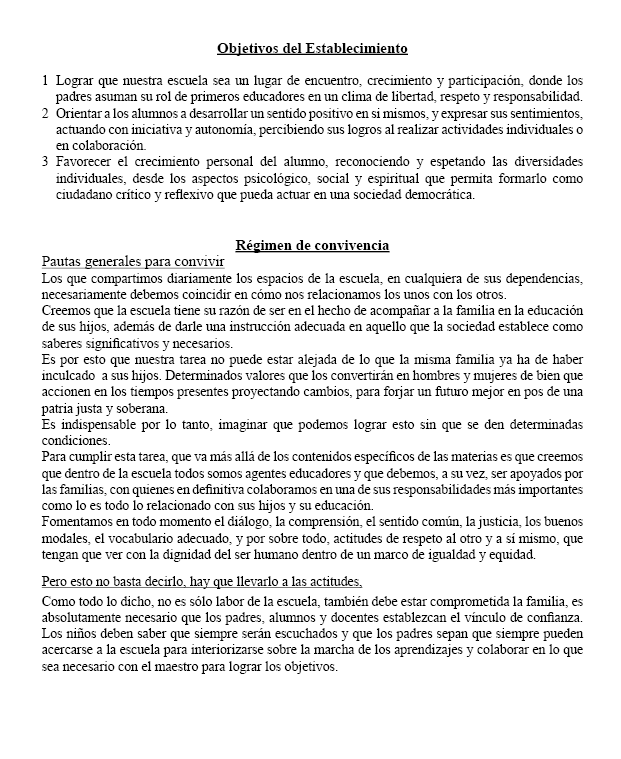 Objetivos del Establecimiento
1 Lograr que nuestra escuela sea un lugar de encuentro, crecimiento y participación, donde los
padres asuman su rol de primeros educadores en un clima de libertad, respeto y responsabilidad.
2 Orientar a los alumnos a desarrollar un sentido positivo en si mismos, y expresar sus sentimientos,
actuando con iniciativa y autonomía, percibiendo sus logros al realizar actividades individuales o
en colaboración.
3 Favorecer el crecimiento personal del alumno, reconociendo y espetando las diversidades
individuales, desde los aspectos psicológico, social y espiritual que permita formarlo como
ciudadano crítico y reflexivo que pueda actuar en una sociedad democrática.
Régimen de convivencia
Pautas generales para convivir
Los que compartimos diariamente los espacios de la escuela, en cualquiera de sus dependencias,
necesariamente debemos coincidir en cómo nos relacionamos los unos con los otros.
Creemos que la escuela tiene su razón de ser en el hecho de acompañar a la familia en la educación
de sus hijos, además de darle una instrucción adecuada en aquello que la sociedad establece como
saberes significativos y necesarios.
Es por esto que nuestra tarea no puede estar alejada de lo que la misma familia ya ha de haber
inculcado a sus hijos. Determinados valores que los convertirán en hombres y mujeres de bien que
accionen en los tiempos presentes proyectando cambios, para forjar un futuro mejor en pos de una
patria justa y soberana.
Es indispensable por lo tanto, imaginar que podemos lograr esto sin que se den determinadas
condiciones.
Para cumplir esta tarea, que va más allá de los contenidos específicos de las materias es que creemos
que dentro de la escuela todos somos agentes educadores y que debemos, a su vez, ser apoyados por
las familias, con quienes en definitiva colaboramos en una de sus responsabilidades más importantes
como lo es todo lo relacionado con sus hijos y su educación.
Fomentamos en todo momento el diálogo, la comprensión, el sentido común, la justicia, los buenos
modales, el vocabulario adecuado, y por sobre todo, actitudes de respeto al otro y a sí mismo, que
tengan que ver con la dignidad del ser humano dentro de un marco de igualdad y equidad.
Pero esto no basta decirlo, hay que llevarlo a las actitudes,
Como todo lo dicho, no es sólo labor de la escuela, también debe estar comprometida la familia, es
absolutamente necesario que los padres, alumnos y docentes establezcan el vínculo de confianza.
Los niños deben saber que siempre serán escuchados y que los padres sepan que siempre pueden
acercarse a la escuela para interiorizarse sobre la marcha de los aprendizajes y colaborar en lo que
sea necesario con el maestro para lograr los objetivos.